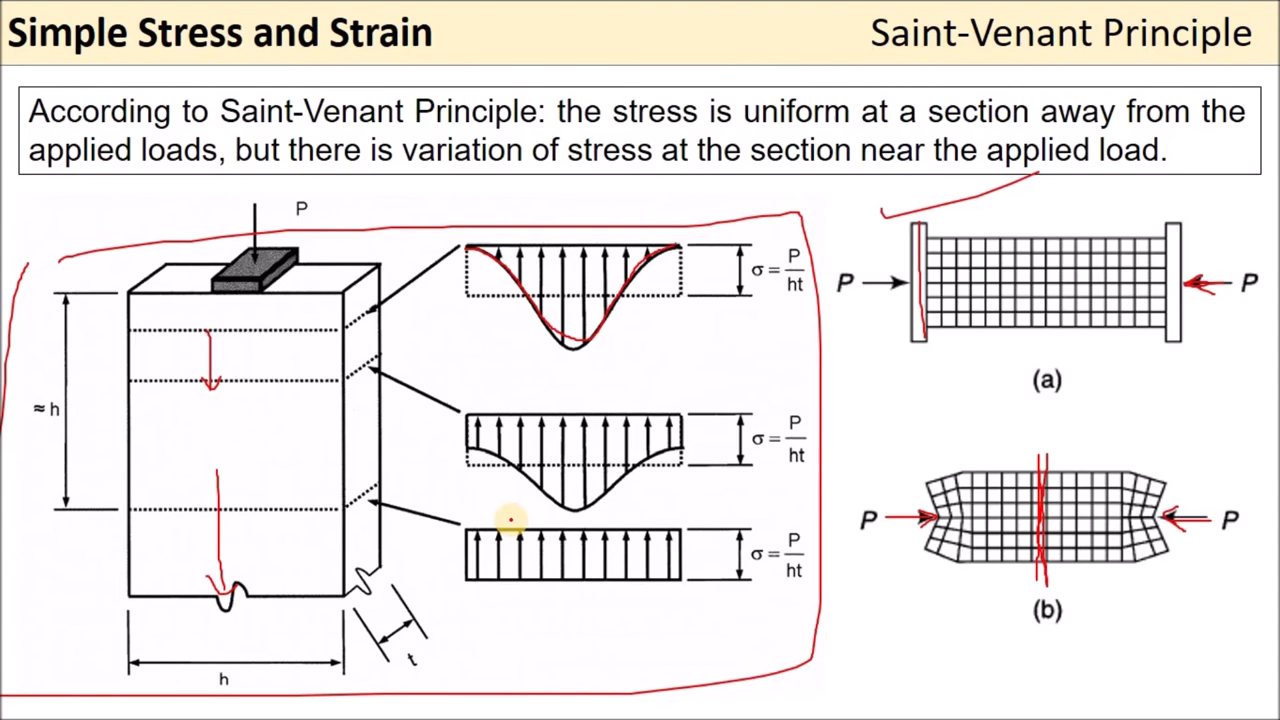 Simple Stress and Strain
Saint-Venant Principle
According to Saint-Venant Principle: the stress is uniform at a section away from the
applied loads, but there is variation of stress at the section near the applied load.
P
≈ h
h
t
σ = P/ht
σ = P/ht
σ = P/ht
P
P
(a)
P
P
(b)